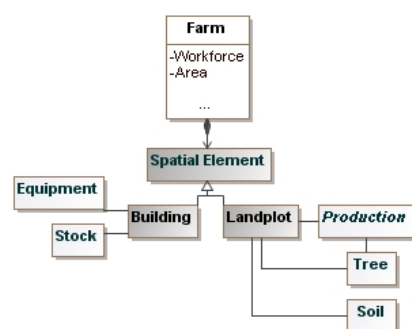 Farm
-Workforce
-Area
...
Spatial Element
Equipment
Building
Landplot
Production
Stock
Tree
Soil